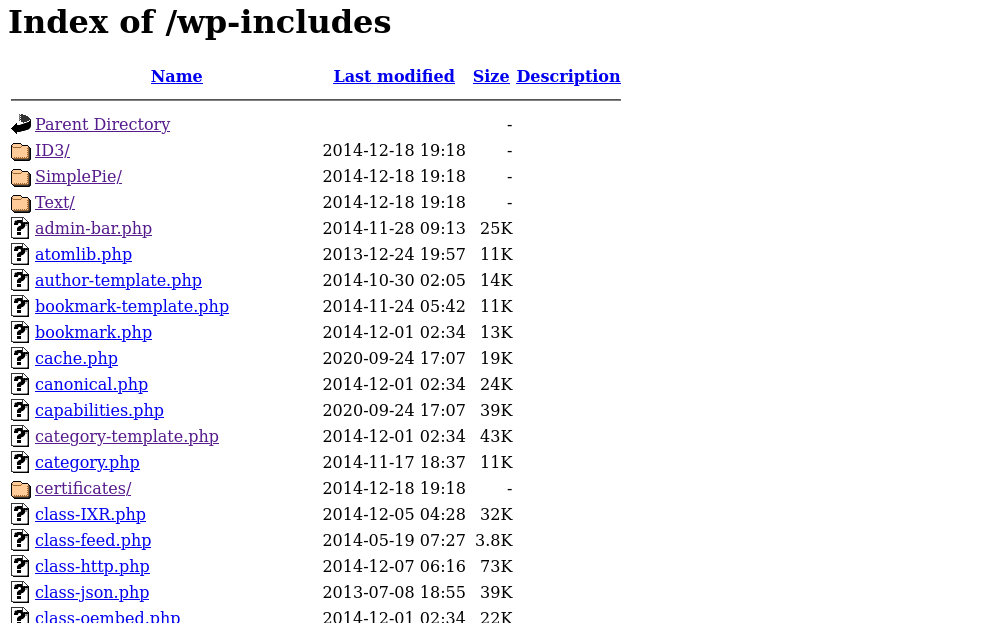 Index of /wp-includes
Name Last modified Size Description
Parent Directory -
ID3/ 2014-12-18 19:18 -
SimplePie/ 2014-12-18 19:18 -
Text/ 2014-12-18 19:18 -
admin-bar.php 2014-11-28 09:13 25K
atomlib.php 2013-12-24 19:57 11K
author-template.php 2014-10-30 02:05 14K
bookmark-template.php 2014-11-24 05:42 11K
bookmark.php 2014-12-01 02:34 13K
cache.php 2020-09-24 17:07 19K
canonical.php 2014-12-01 02:34 24K
capabilities.php 2020-09-24 17:07 39K
category-template.php 2014-12-01 02:34 43K
category.php 2014-11-17 18:37 11K
certificates/ 2014-12-18 19:18 -
class-IXR.php 2014-12-05 04:28 32K
class-feed.php 2014-05-19 07:27 3.8K
class-http.php 2014-12-07 06:16 73K
class-json.php 2013-07-08 18:55 39K
class-oembed.php 2014-12-01 02:34 22K